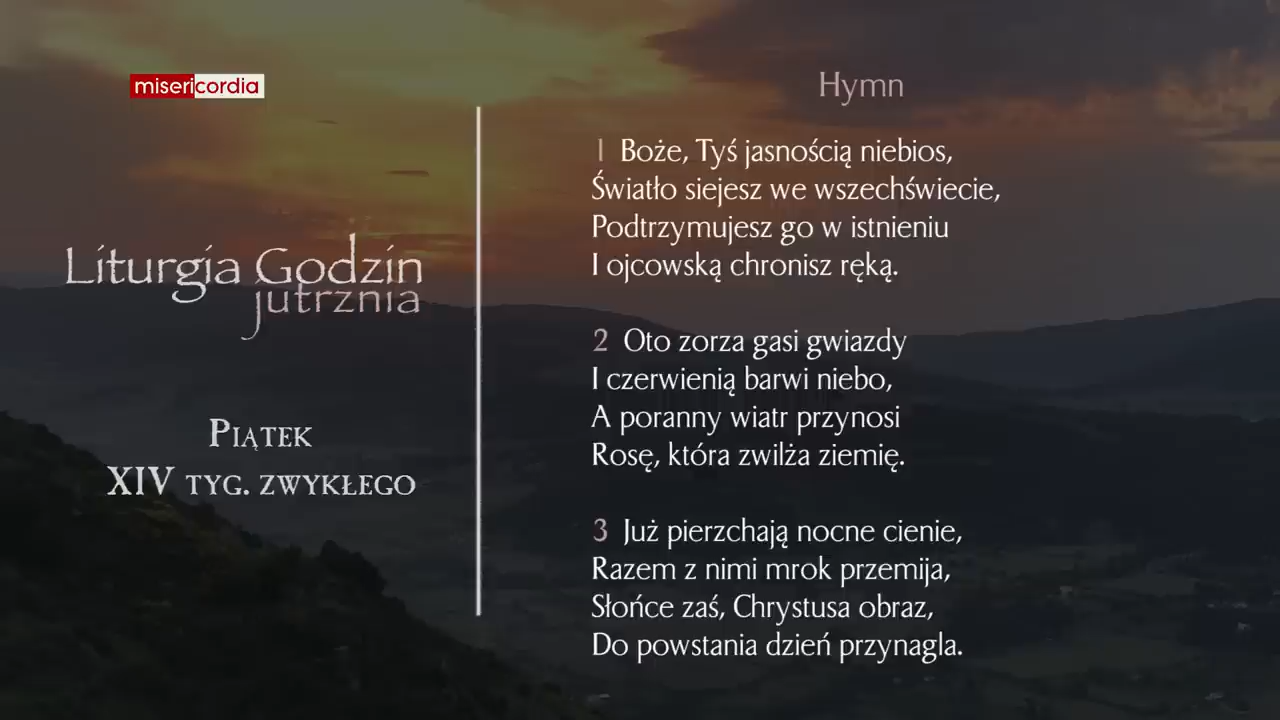 misericordia
Liturgia Godzin
jutrznia
Piątek
XIV tyg. zwykłego
Hymn
1 Boże, Tyś jasnością niebios,
Światło siejesz we wszechświecie,
Podtrzymujesz go w istnieniu
I ojcowską chronisz ręką.
2 Oto zorza gasi gwiazdy
I czerwienią barwi niebo,
A poranny wiatr przynosi
Rosę, która zwilża ziemię.
3 Już pierzchają nocne cienie,
Razem z nimi mrok przemija,
Słońce zaś, Chrystusa obraz,
Do powstania dzień przynagla.